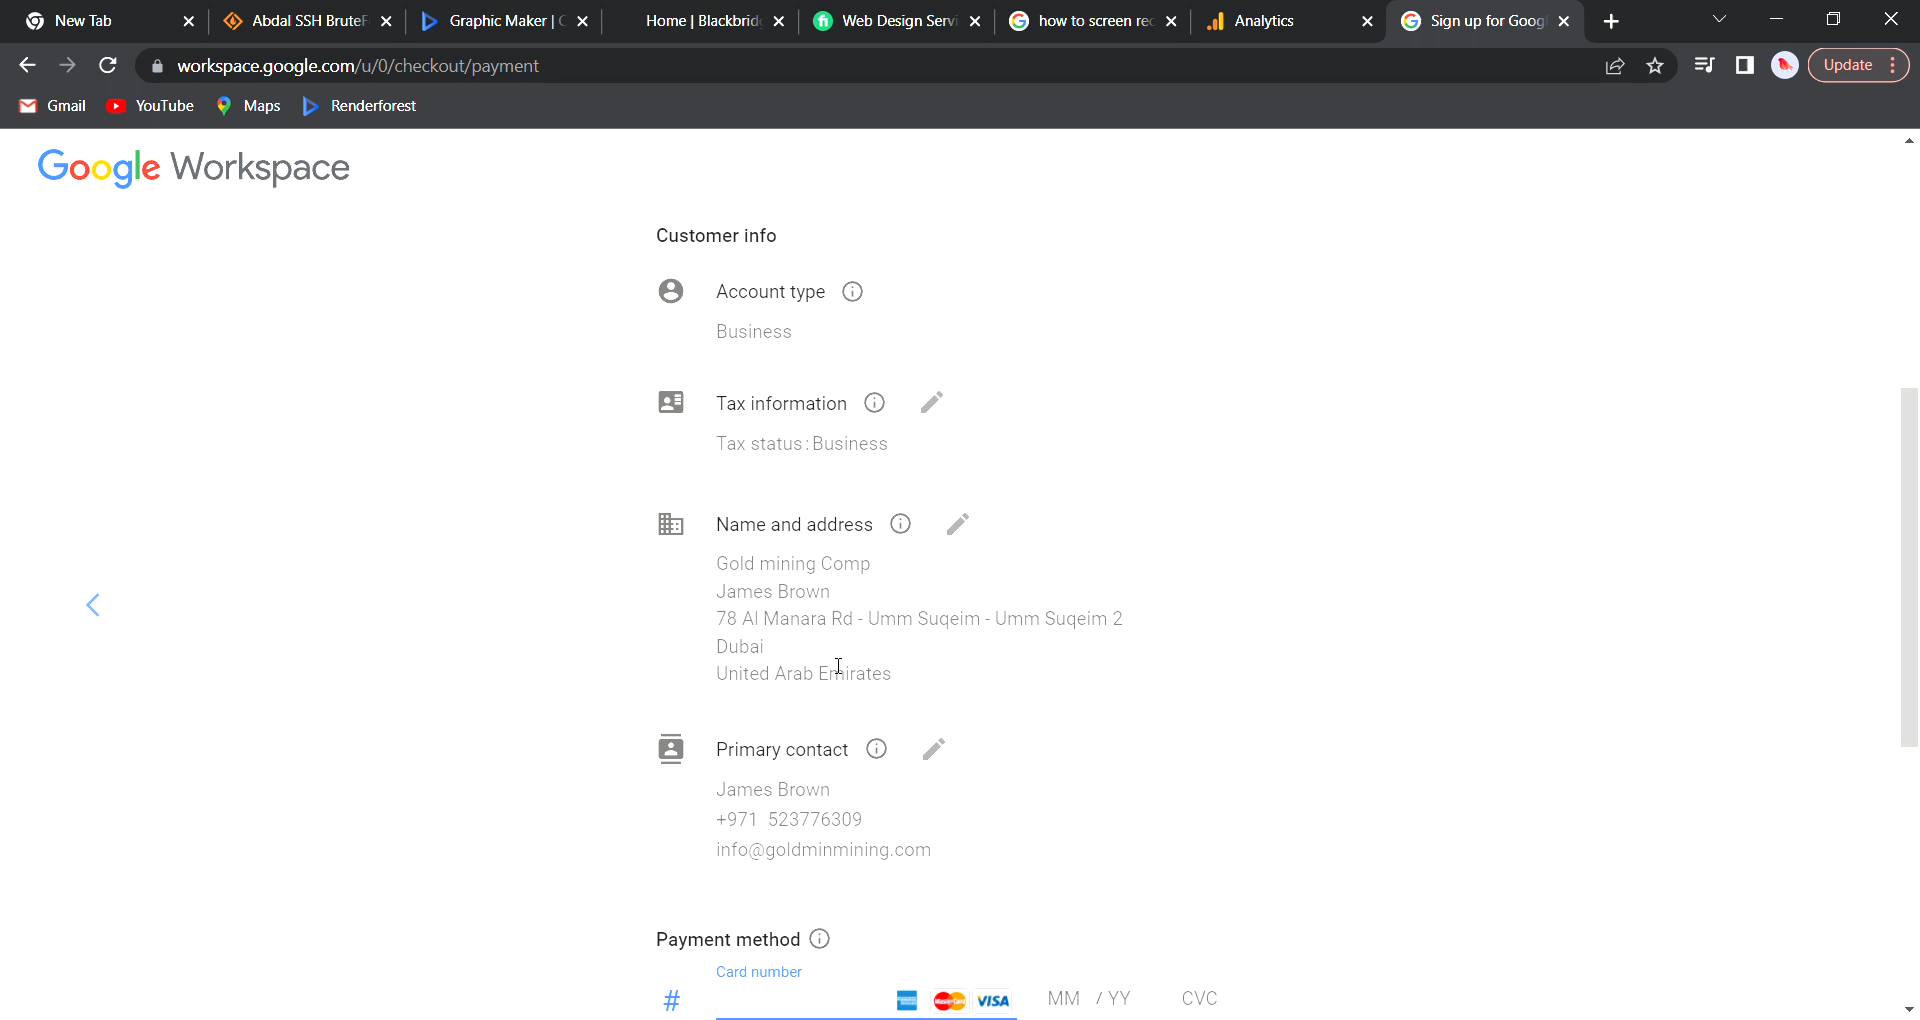 New Tab
Abdal SSH BruteF
Graphic Maker | C
Home | Blackbrid
Web Design Servi
how to screen rec
Analytics
Sign up for Googl
workspace.google.com/u/0/checkout/payment
Update
Gmail
YouTube
Maps
Renderforest
Google Workspace
Customer info
Account type
Business
Tax information
Tax status: Business
Name and address
Gold mining Comp
James Brown
78 Al Manara Rd - Umm Suqeim - Umm Suqeim 2
Dubai
United Arab Emirates
Primary contact
James Brown
+971 523776309
info@goldminmining.com
Payment method
Card number
# MasterCard VISA MM / YY CVC